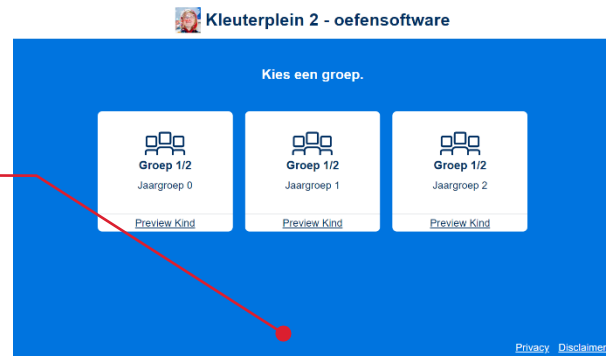 Kleuterplein 2 - oefensoftware
Kies een groep.
Groep 1/2
Jaargroep 0
Preview Kind
Groep 1/2
Jaargroep 1
Preview Kind
Groep 1/2
Jaargroep 2
Preview Kind
Privacy Disclaimer